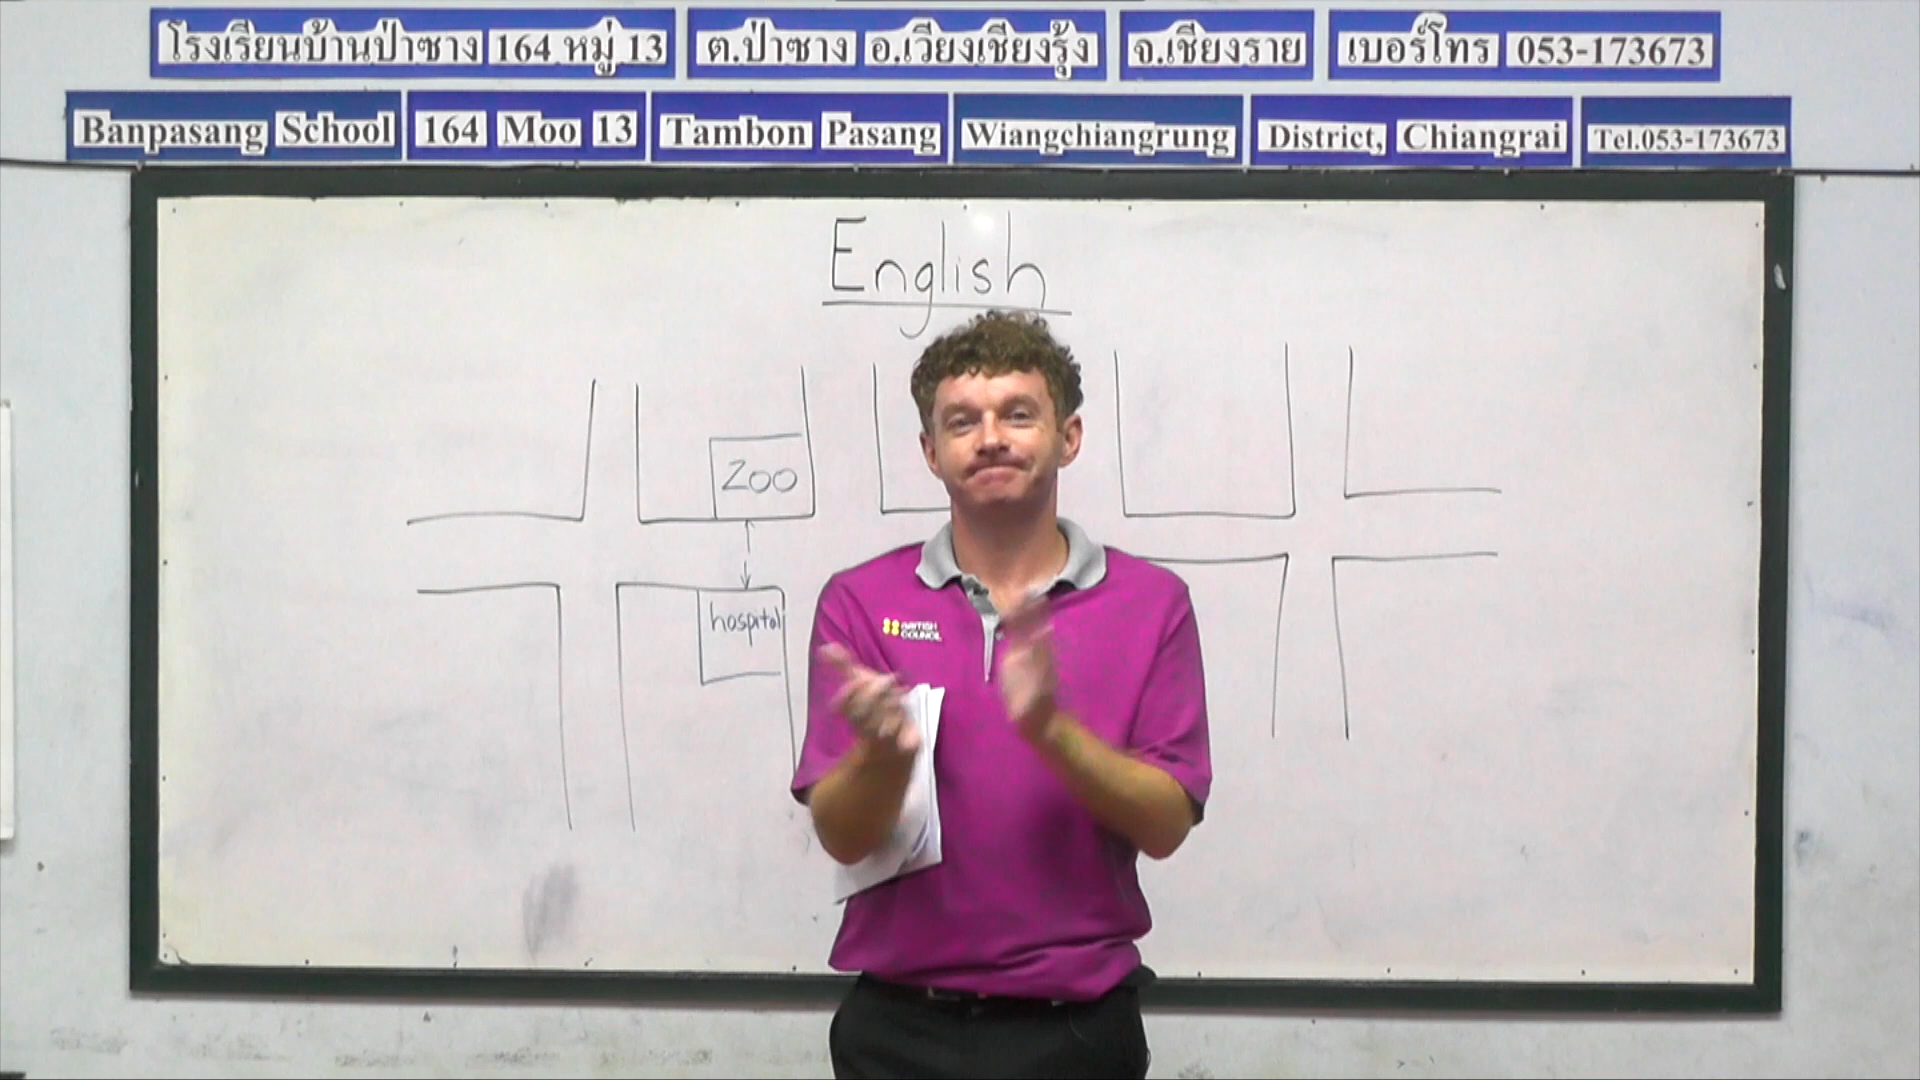 โรงเรียนบ้านป่าซาง 164 หมู่ 13 ต.ป่าซาง อ.เวียงเชียงรุ้ง จ.เชียงราย เบอร์โทร 053-173673
Banpasang School 164 Moo 13 Tambon Pasang Wiangchiangrung District, Chiangrai Tel.053-173673
English
Zoo
hospital
BRITISH
COUNCIL